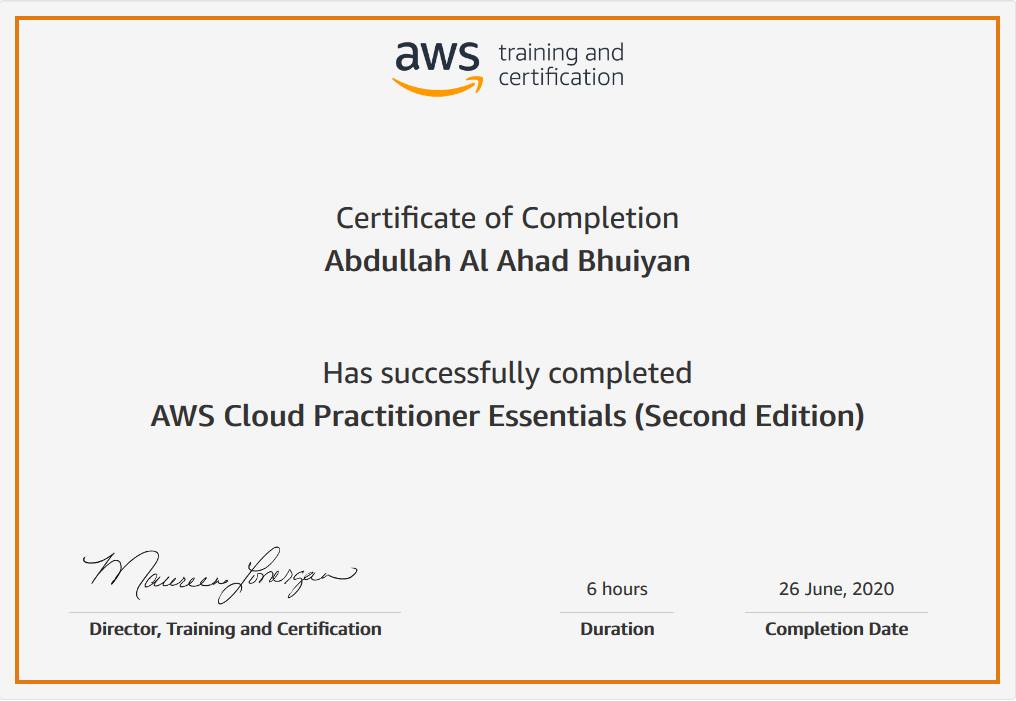 aws training and
certification
Certificate of Completion
Abdullah Al Ahad Bhuiyan
Has successfully completed
AWS Cloud Practitioner Essentials (Second Edition)
Maureen Lonergan
Director, Training and Certification
6 hours
Duration
26 June, 2020
Completion Date